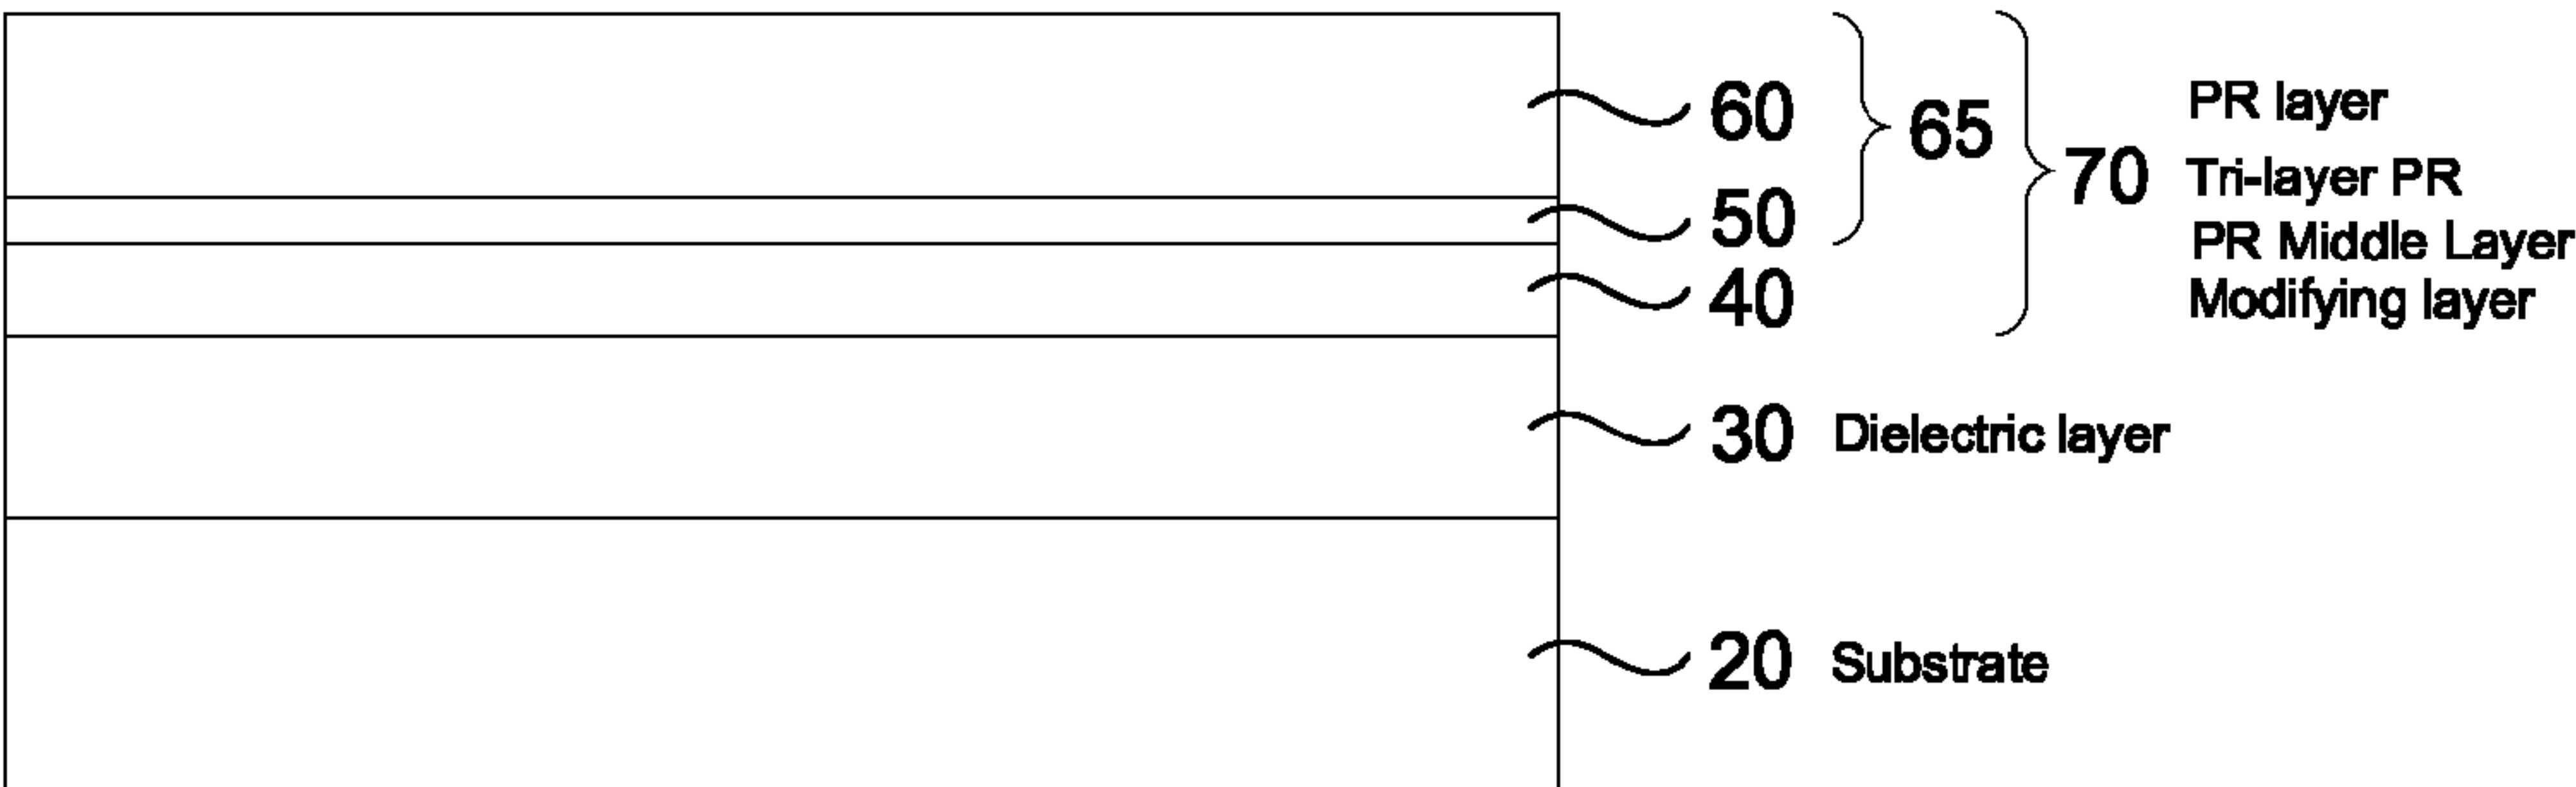 60 PR layer
65
70 Tri-layer PR
50 PR Middle Layer
40 Modifying layer
30 Dielectric layer
20 Substrate